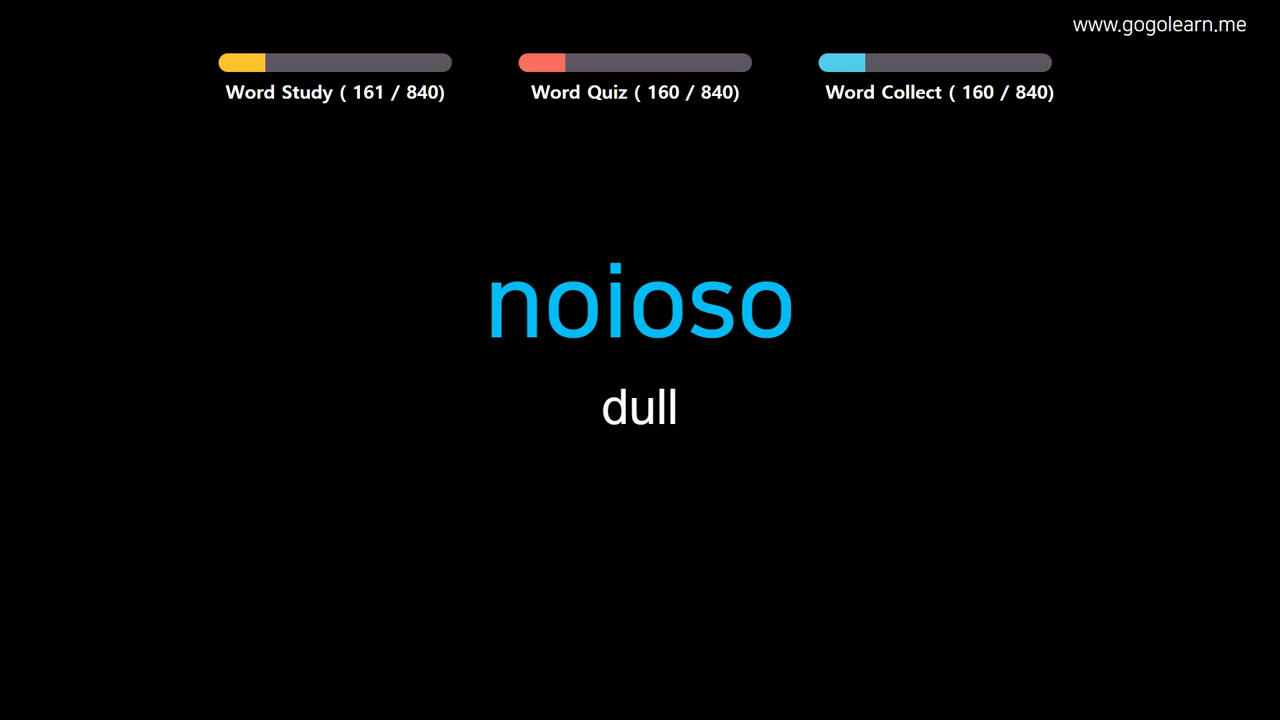 www.gogolearn.me
Word Study ( 161 / 840)
Word Quiz ( 160 / 840)
Word Collect ( 160 / 840)
noioso
dull